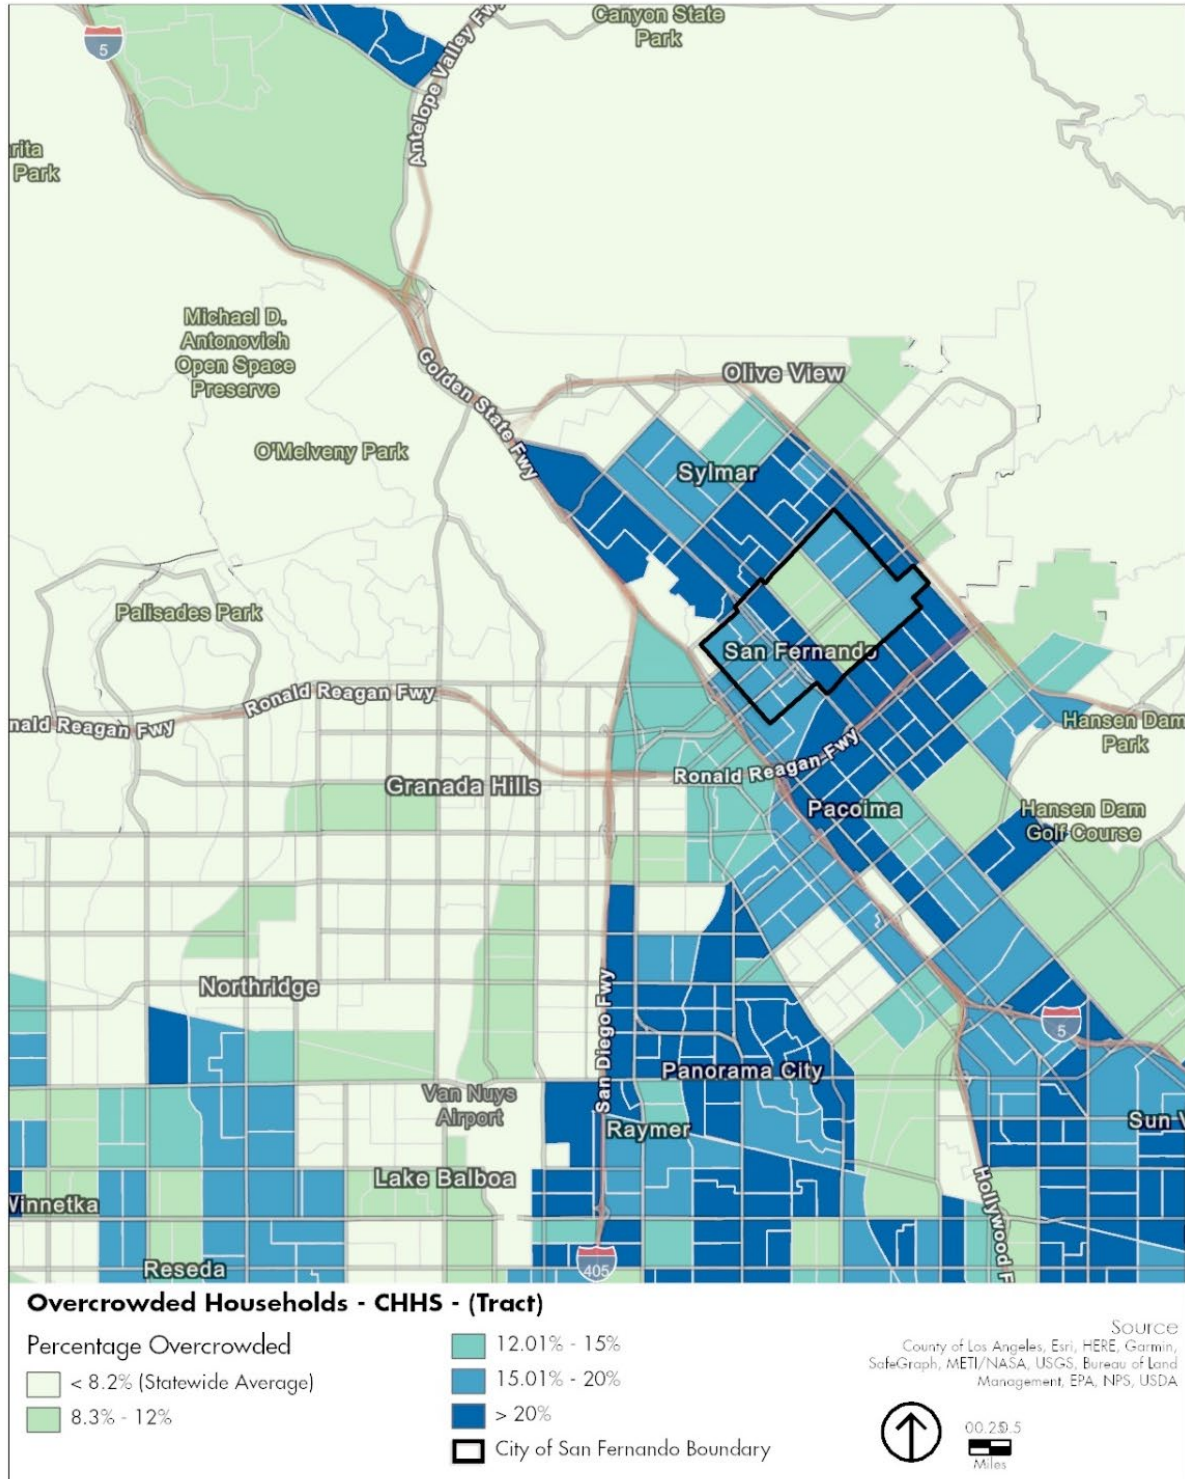 Canyon State
Park
5
Antelope Valley Fwy
rita
Park
Michael D.
Antonovich
Open Space
Preserve
Golden State Fwy
Olive View
O'Melveny Park
Sylmar
Palisades Park
San Fernando
Ronald Reagan Fwy
nald Reagan Fwy
Hansen Dam
Park
Ronald Reagan Fwy
Granada Hills
Pacoima
Hansen Dam
Golf Course
Northridge
San Diego Fwy
5
Panorama City
Van Nuys
Airport
Raymer
Sun V
Lake Balboa
Hollywood F
Winnetka
Reseda
405
Overcrowded Households - CHHS - (Tract)
Percentage Overcrowded
< 8.2% (Statewide Average)
8.3% - 12%
12.01% - 15%
15.01% - 20%
> 20%
City of San Fernando Boundary
Source
County of Los Angeles, Esri, HERE, Garmin,
SafeGraph, METI/NASA, USGS, Bureau of Land
Management, EPA, NPS, USDA
00.250.5
Miles